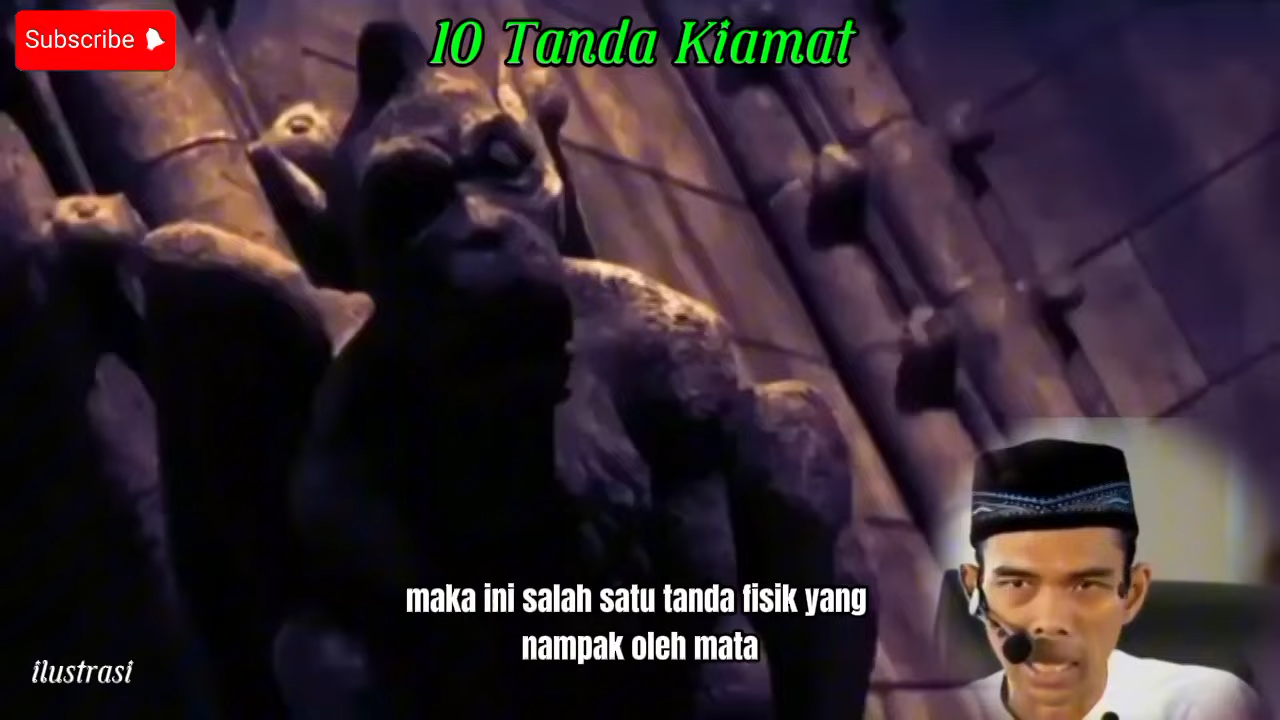 Subscribe
10 Tanda Kiamat
maka ini salah satu tanda fisik yang
nampak oleh mata
ilustrasi